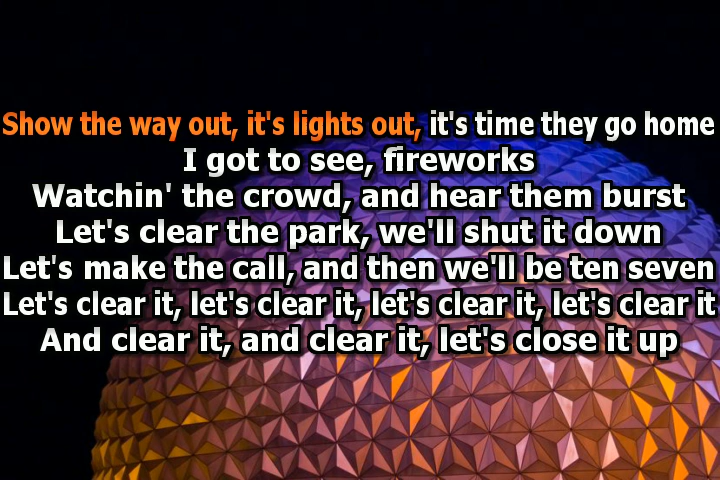 Show the way out, it's lights out, it's time they go home
I got to see, fireworks
Watchin' the crowd, and hear them burst
Let's clear the park, we'll shut it down
Let's make the call, and then we'll be ten seven
Let's clear it, let's clear it, let's clear it, let's clear it
And clear it, and clear it, let's close it up